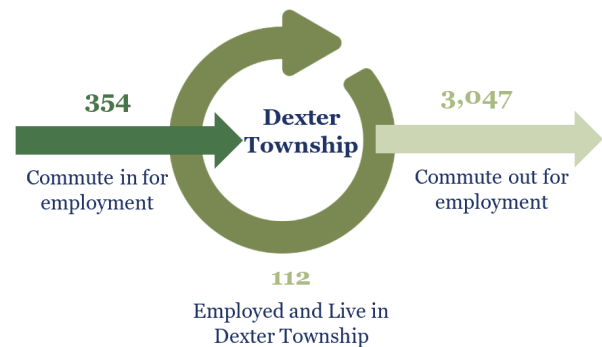 354
Commute in for
employment
Dexter
Township
3,047
Commute out for
employment
112
Employed and Live in
Dexter Township